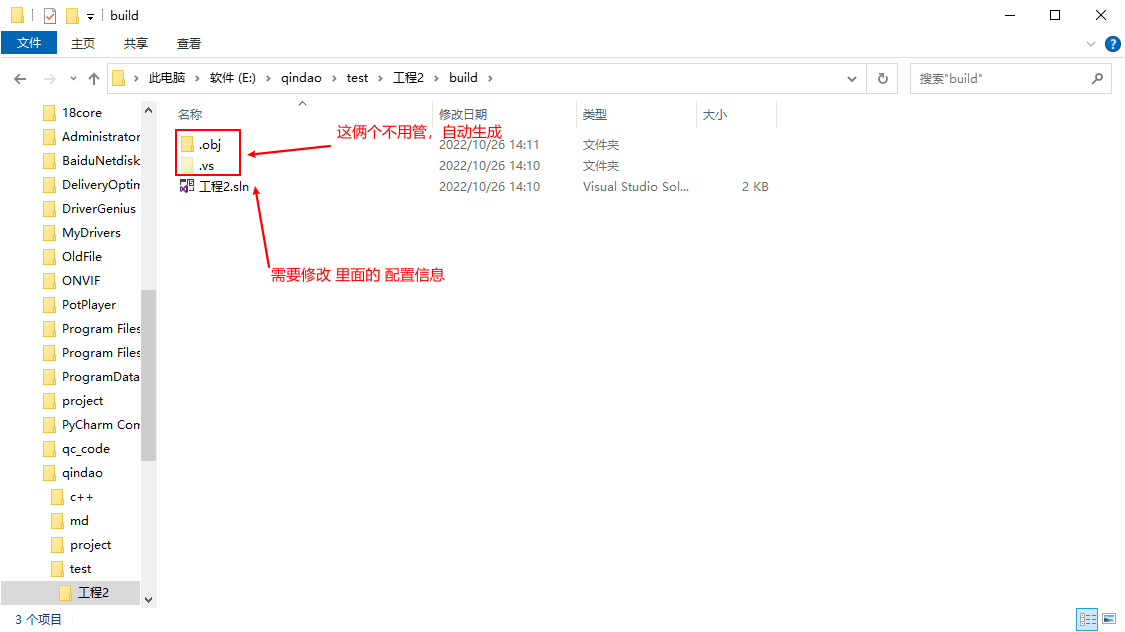 build
文件 主页 共享 查看
此电脑 软件 (E:) qindao test 工程2 build 搜索"build"
名称 修改日期 类型 大小
.obj 2022/10/26 14:11 文件夹
.vs 2022/10/26 14:10 文件夹
工程2.sln 2022/10/26 14:10 Visual Studio Sol... 2 KB
这俩个不用管，自动生成
需要修改 里面的 配置信息
18core
Administrator
BaiduNetdisk
DeliveryOptim
DriverGenius
MyDrivers
OldFile
ONVIF
PotPlayer
Program Files
Program Files
ProgramData
project
PyCharm Com
qc_code
qindao
c++
md
project
test
工程2
3 个项目